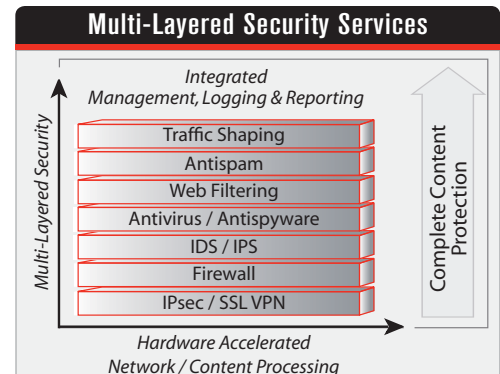 Multi-Layered Security Services
Integrated
Management, Logging & Reporting
Traffic Shaping
Antispam
Web Filtering
Antivirus / Antispyware
IDS / IPS
Firewall
IPsec / SSL VPN
Multi-Layered Security
Complete Content
Protection
Hardware Accelerated
Network / Content Processing